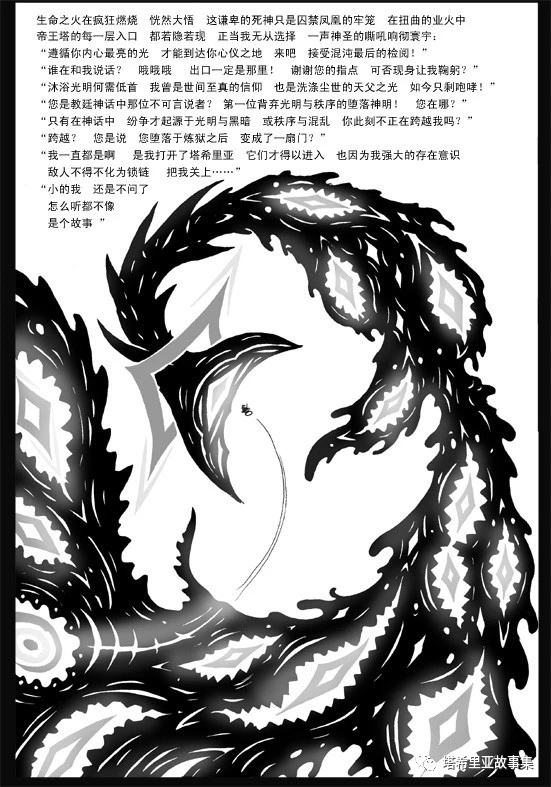 生命之火在疯狂燃烧　恍然大悟　这谦卑的死神只是囚禁凤凰的牢笼　在扭曲的业火中
帝王塔的每一层入口　都若隐若现　正当我无从选择　一声神圣的嘶吼响彻寰宇：
“遵循你内心最亮的光　才能到达你心仪之地　来吧　接受混沌最后的检阅！”
“谁在和我说话？　哦哦哦　出口一定是那里！　谢谢您的指点　可否现身让我鞠躬？”
“沐浴光明何需低首　我曾是世间至真的信仰　也是洗涤尘世的天父之光　如今只剩咆哮！”
“您是教廷神话中那位不可言说者？　第一位背弃光明与秩序的堕落神明！　您在哪？”
“只有在神话中　纷争才起源于光明与黑暗　或秩序与混乱　你此刻不正在跨越我吗？”
“跨越？　您是说　您堕落于炼狱之后　变成了一扇门？”
“我一直都是啊　是我打开了塔希里亚　它们才得以进入　也因为我强大的存在意识
敌人不得不化为锁链　把我关上……”
“小的我　还是不问了
怎么听都不像
是个故事 ”
塔希里亚故事集